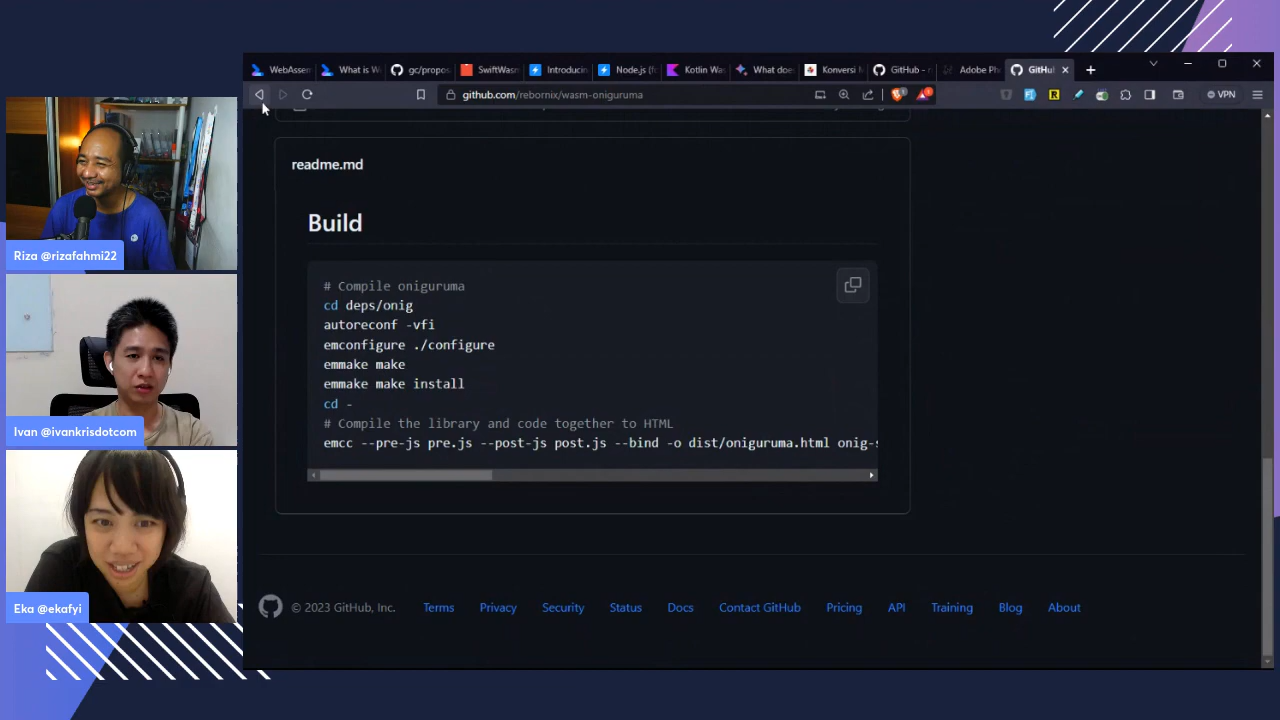 WebAssem
What is W
gc/propos
SwiftWasm
Introducin
Node.js (fo
Kotlin Wa
What doe
Konversi f
GitHub - r
Adobe Ph
GitHu
github.com/rebornix/wasm-oniguruma
VPN
readme.md
Build
# Compile oniguruma
cd deps/onig
autoreconf -vfi
emconfigure ./configure
emmake make
emmake make install
cd -
# Compile the library and code together to HTML
emcc --pre-js pre.js --post-js post.js --bind -o dist/oniguruma.html onig-s
© 2023 GitHub, Inc.
Terms
Privacy
Security
Status
Docs
Contact GitHub
Pricing
API
Training
Blog
About
Riza @rizafahmi22
Ivan @ivankrisdotcom
Eka @ekafyi